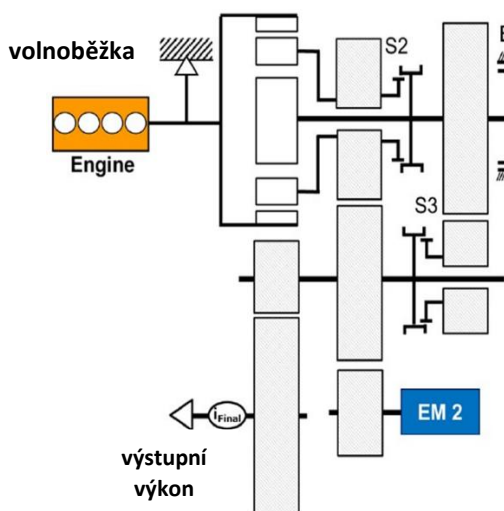 volnoběžka
S2
Engine
S3
iFinal
EM 2
výstupní
výkon